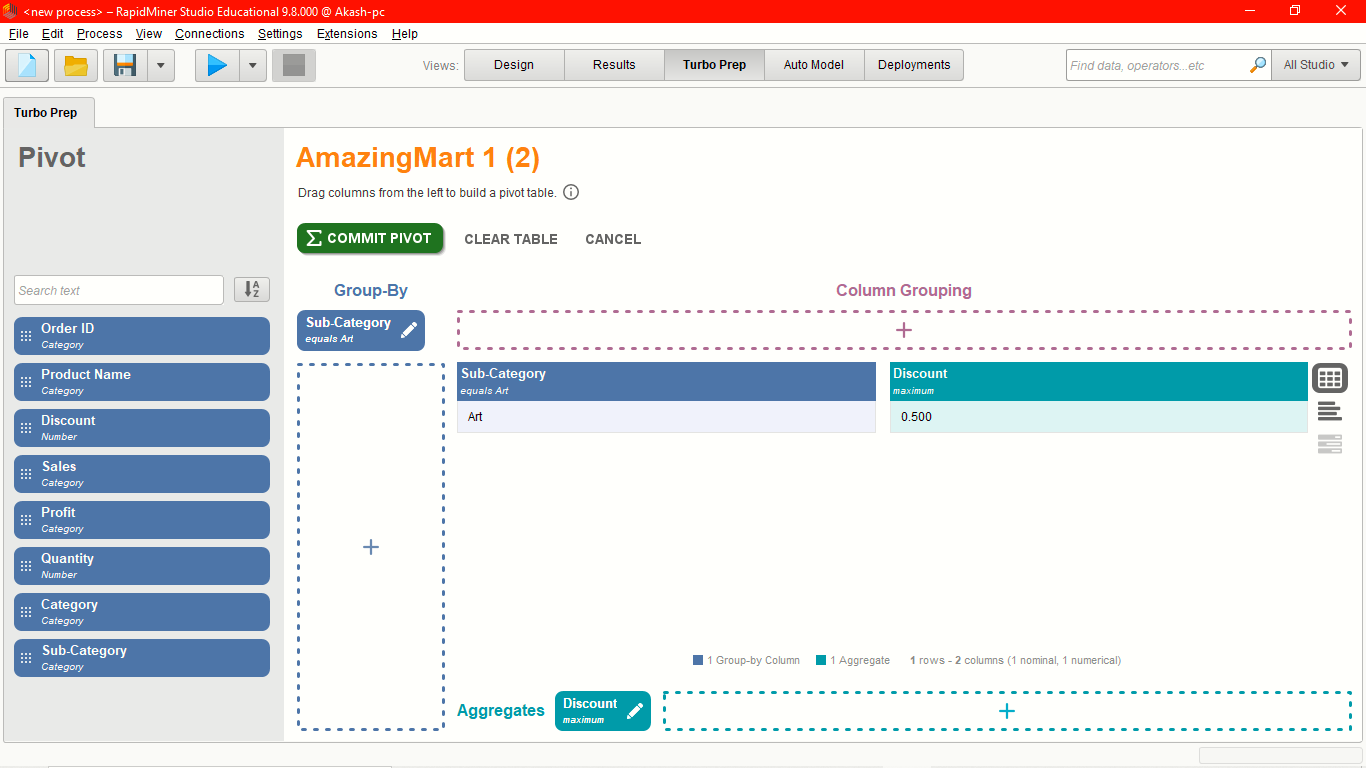 <new process> – RapidMiner Studio Educational 9.8.000 @ Akash-pc
File Edit Process View Connections Settings Extensions Help
Views: Design Results Turbo Prep Auto Model Deployments Find data, operators...etc All Studio
Turbo Prep
Pivot
AmazingMart 1 (2)
Drag columns from the left to build a pivot table.
COMMIT PIVOT CLEAR TABLE CANCEL
Search text
Order ID
Category
Product Name
Category
Discount
Number
Sales
Category
Profit
Category
Quantity
Number
Category
Category
Sub-Category
Category
Group-By
Sub-Category
equals Art
Column Grouping
Sub-Category
equals Art
Discount
maximum
Art 0.500
1 Group-by Column 1 Aggregate 1 rows - 2 columns (1 nominal, 1 numerical)
Aggregates
Discount
maximum